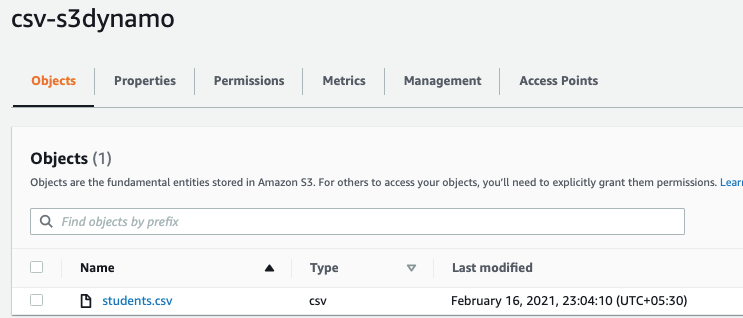 csv-s3dynamo
Objects Properties Permissions Metrics Management Access Points
Objects (1)
Objects are the fundamental entities stored in Amazon S3. For others to access your objects, you'll need to explicitly grant them permissions. Learn
Find objects by prefix
Name Type Last modified
students.csv csv February 16, 2021, 23:04:10 (UTC+05:30)